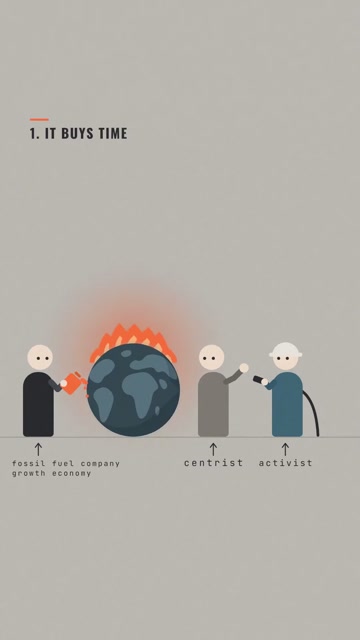 1. IT BUYS TIME
fossil fuel company
growth economy
centrist
activist